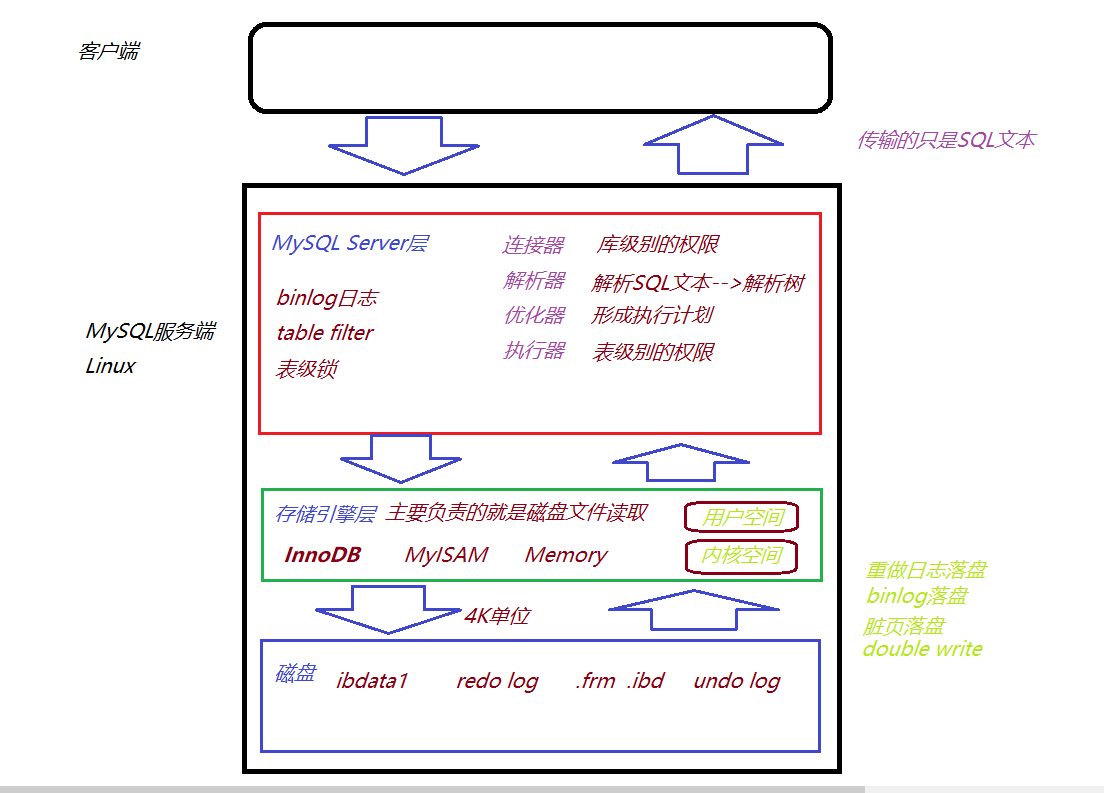 客户端
传输的只是SQL文本
MySQL Server层
连接器 库级别的权限
解析器 解析SQL文本-->解析树
binlog日志
优化器 形成执行计划
table filter
执行器 表级别的权限
表级锁
MySQL服务端
Linux
存储引擎层 主要负责的就是磁盘文件读取 用户空间
InnoDB MyISAM Memory 内核空间
重做日志落盘
binlog落盘
脏页落盘
double write
4K单位
磁盘 ibdata1 redo log .frm .ibd undo log